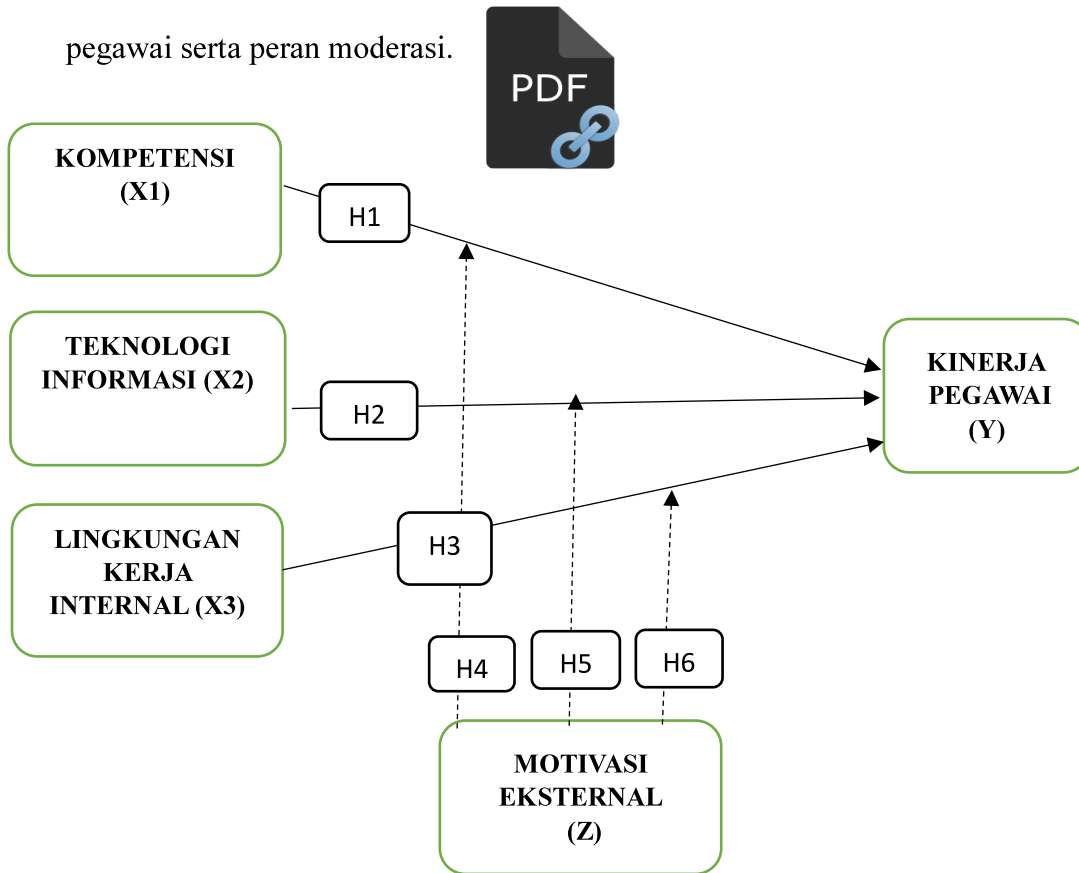 pegawai serta peran moderasi.
PDF
KOMPETENSI
(X1)
H1
TEKNOLOGI
INFORMASI (X2)
H2
KINERJA
PEGAWAI
(Y)
LINGKUNGAN
KERJA
INTERNAL (X3)
H3
H4
H5
H6
MOTIVASI
EKSTERNAL
(Z)